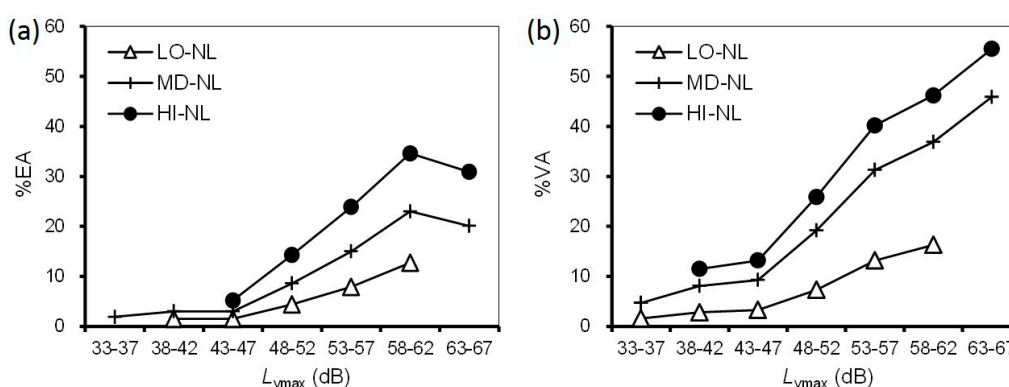 (a)
%EA
60
50
40
30
20
10
0
LO-NL
MD-NL
HI-NL
33-37 38-42 43-47 48-52 53-57 58-62 63-67
Lvmax (dB)
(b)
%VA
60
50
40
30
20
10
0
LO-NL
MD-NL
HI-NL
33-37 38-42 43-47 48-52 53-57 58-62 63-67
Lvmax (dB)